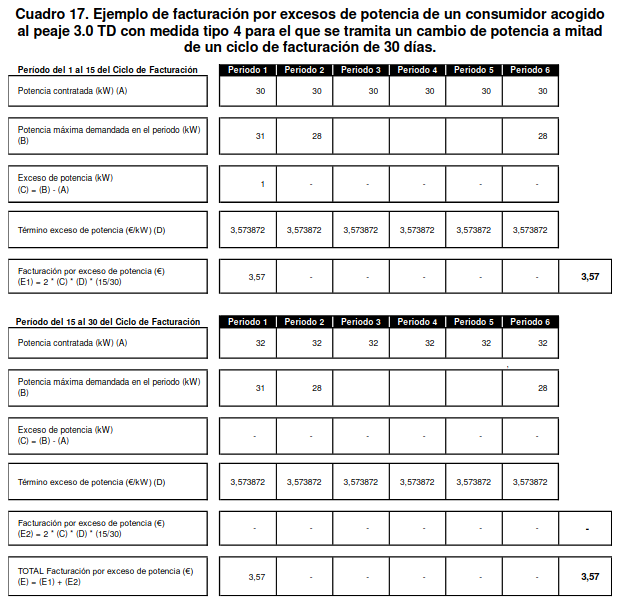 Cuadro 17. Ejemplo de facturación por excesos de potencia de un consumidor acogido
al peaje 3.0 TD con medida tipo 4 para el que se tramita un cambio de potencia a mitad
de un ciclo de facturación de 30 días.
Período del 1 al 15 del Ciclo de Facturación Periodo 1 Periodo 2 Periodo 3 Periodo 4 Periodo 5 Periodo 6
Potencia contratada (kW) (A) 30 30 30 30 30 30
Potencia máxima demandada en el periodo (kW)
(B) 31 28 28
Exceso de potencia (kW)
(C) = (B) - (A) 1 - - - - -
Término exceso de potencia (€/kW) (D) 3,573872 3,573872 3,573872 3,573872 3,573872 3,573872
Facturación por exceso de potencia (€)
(E1) = 2 * (C) * (D) * (15/30) 3,57 - - - - - 3,57
Período del 15 al 30 del Ciclo de Facturación Periodo 1 Periodo 2 Periodo 3 Periodo 4 Periodo 5 Periodo 6
Potencia contratada (kW) (A) 32 32 32 32 32 32
Potencia máxima demandada en el periodo (kW)
(B) 31 28 28
Exceso de potencia (kW)
(C) = (B) - (A) - - - - - -
Término exceso de potencia (€/kW) (D) 3,573872 3,573872 3,573872 3,573872 3,573872 3,573872
Facturación por exceso de potencia (€)
(E2) = 2 * (C) * (D) * (15/30) - - - - - - -
TOTAL Facturación por exceso de potencia (€)
(E) = (E1) + (E2) 3,57 - - - - - 3,57